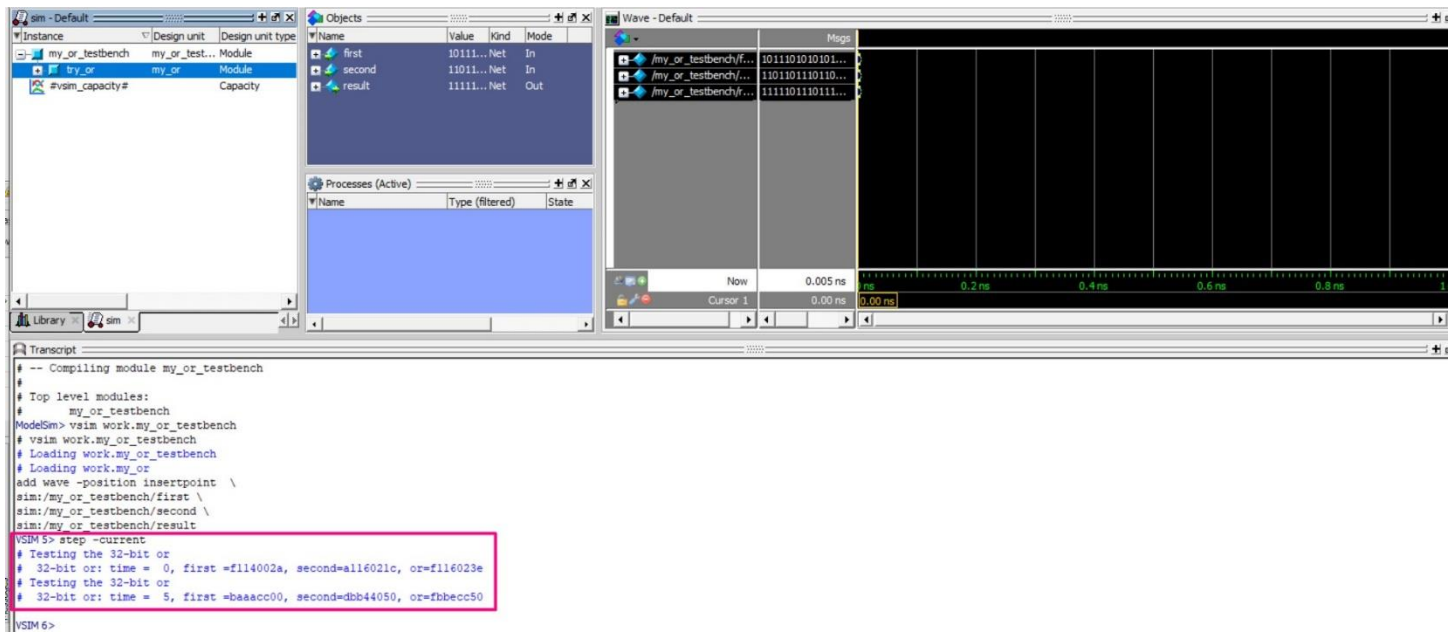 sim - Default
Instance Design unit Design unit type
my_or_testbench my_or_test... Module
try_or my_or Module
#vsim_capacity# Capacity
Library sim
Objects
Name Value Kind Mode
first 10111... Net In
second 11011... Net In
result 11111... Net Out
Processes (Active)
Name Type (filtered) State
Wave - Default
Msgs
/my_or_testbench/f... 1011101010101...
/my_or_testbench/... 1101101110110...
/my_or_testbench/r... 1111101110111...
Now 0.005 ns
ns 0.2 ns 0.4 ns 0.6 ns 0.8 ns 1
Cursor 1 0.00 ns 0.00 ns
Transcript
# -- Compiling module my_or_testbench
#
# Top level modules:
# my_or_testbench
ModelSim> vsim work.my_or_testbench
# vsim work.my_or_testbench
# Loading work.my_or_testbench
# Loading work.my_or
add wave -position insertpoint \
sim:/my_or_testbench/first \
sim:/my_or_testbench/second \
sim:/my_or_testbench/result
VSIM 5> step -current
# Testing the 32-bit or
# 32-bit or: time = 0, first =f114002a, second=a116021c, or=f116023e
# Testing the 32-bit or
# 32-bit or: time = 5, first =baaacc00, second=dbb44050, or=fbbecc50
VSIM 6>